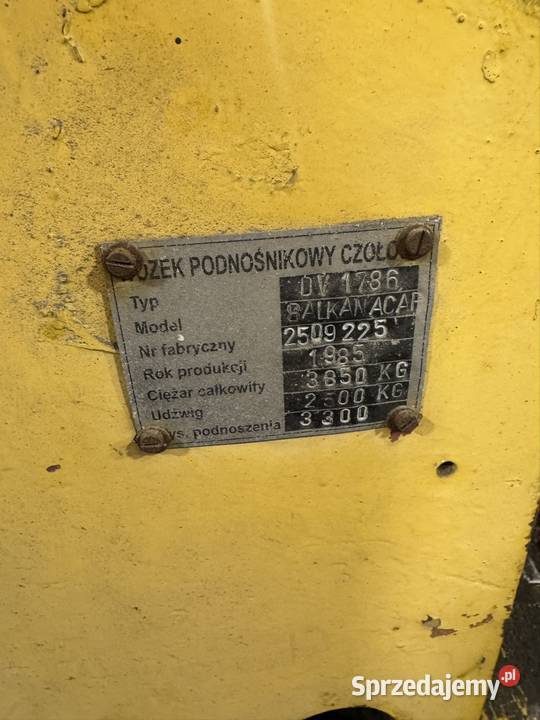 WÓZEK PODNOŚNIKOWY CZOŁO
Typ DV 1786
Model BALKANACAR
Nr fabryczny 2509225
Rok produkcji 1985
Ciężar całkowity 3850 KG
Udźwig 2500 KG
Wys. podnoszenia 3300
Sprzedajemy.pl